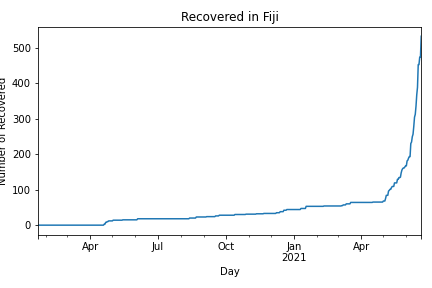 Recovered in Fiji
Number of Recovered
500
400
300
200
100
0
Apr Jul Oct Jan Apr
2021
Day